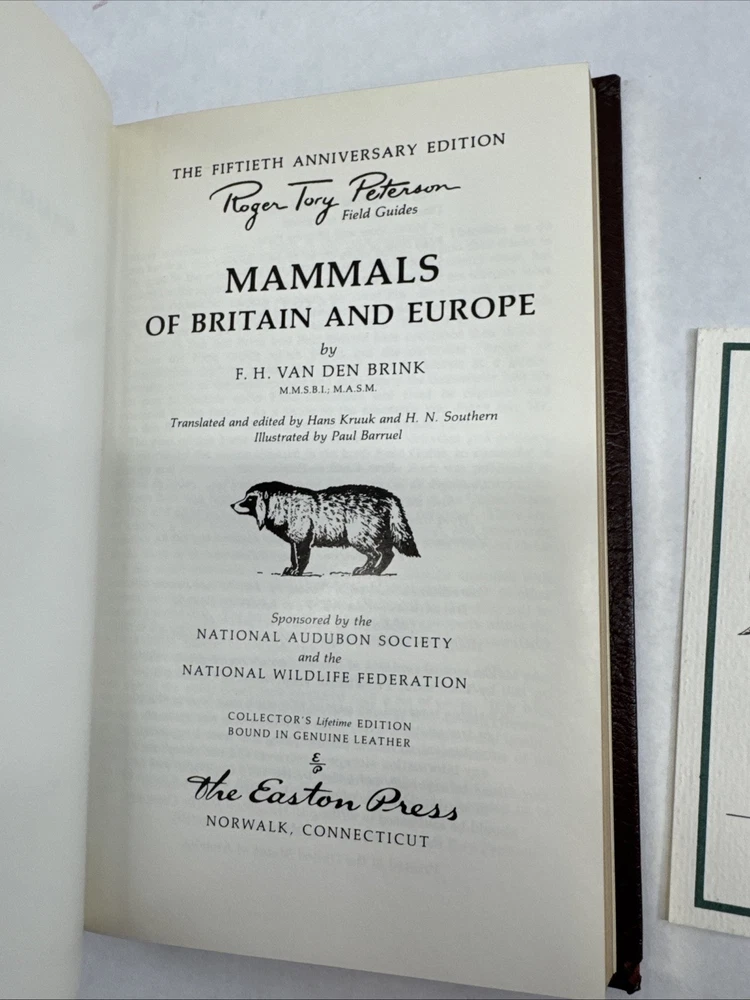 THE FIFTIETH ANNIVERSARY EDITION
Roger Tory Peterson
Field Guides
MAMMALS
OF BRITAIN AND EUROPE
by
F. H. VAN DEN BRINK
M.M.S.B.I.; M.A.S.M.
Translated and edited by Hans Kruuk and H. N. Southern
Illustrated by Paul Barruel
Sponsored by the
NATIONAL AUDUBON SOCIETY
and the
NATIONAL WILDLIFE FEDERATION
COLLECTOR'S Lifetime EDITION
BOUND IN GENUINE LEATHER
E
P
The Easton Press
NORWALK, CONNECTICUT